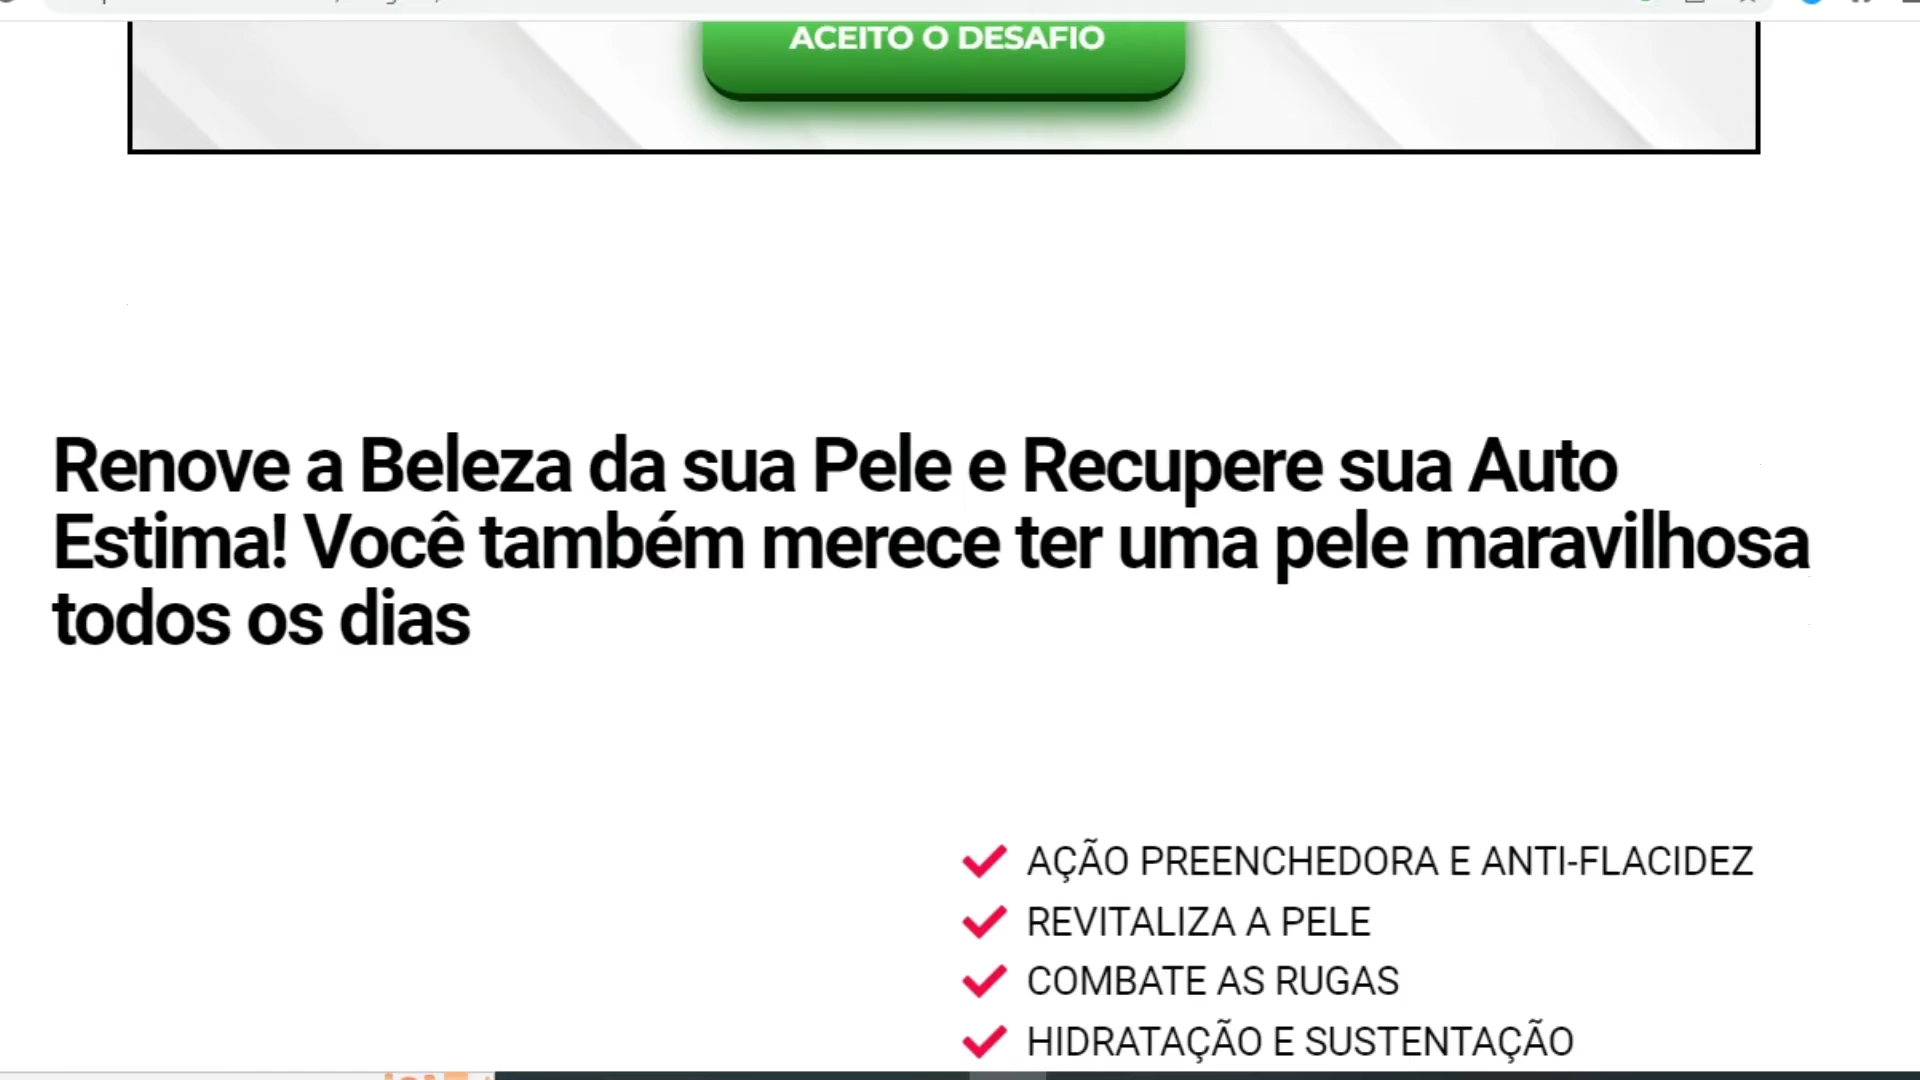 ACEITO O DESAFIO
Renove a Beleza da sua Pele e Recupere sua Auto
Estima! Você também merece ter uma pele maravilhosa
todos os dias
AÇÃO PREENCHEDORA E ANTI-FLACIDEZ
REVITALIZA A PELE
COMBATE AS RUGAS
HIDRATAÇÃO E SUSTENTAÇÃO